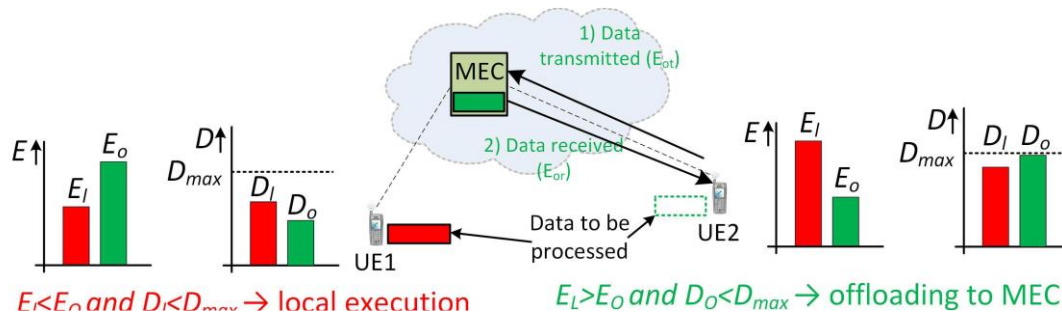 1) Data
transmitted (Eot)
MEC
2) Data received
(Eor)
E
El
Eo
D
Dmax
Dl
Do
UE1
Data to be
processed
UE2
E
El
Eo
D
Dmax
Dl
Do
El<EO and Dl<Dmax → local execution
EL>EO and DO<Dmax → offloading to MEC